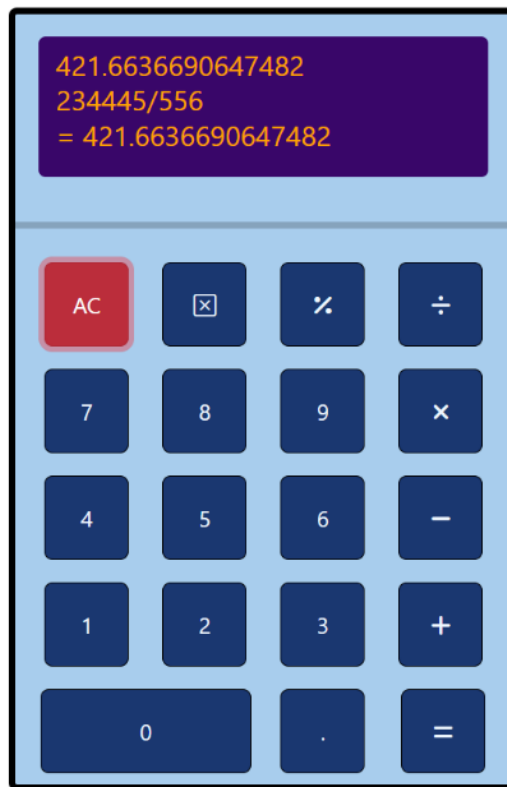 421.6636690647482
234445/556
= 421.6636690647482
AC % ÷
7 8 9 ×
4 5 6 −
1 2 3 +
0 . =